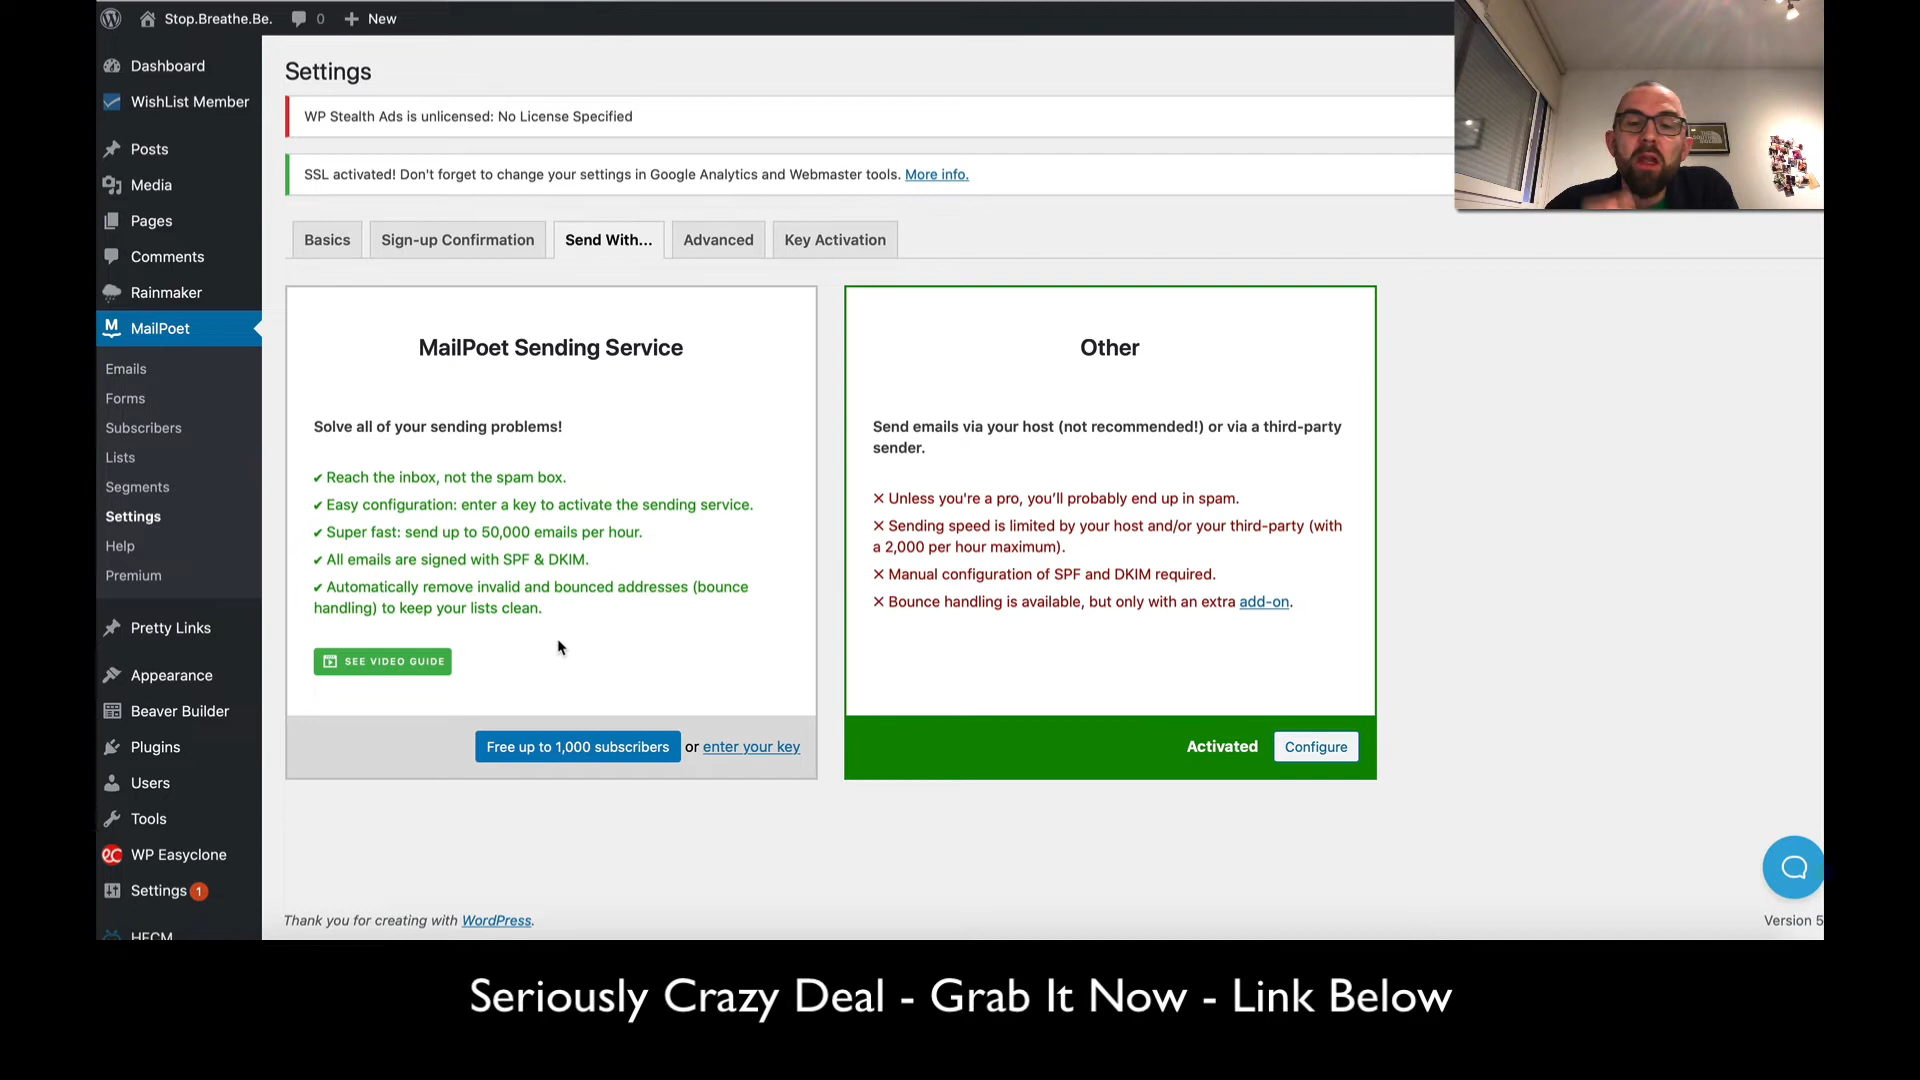 Stop.Breathe.Be. 0 New
Dashboard
WishList Member
Posts
Media
Pages
Comments
Rainmaker
MailPoet
Emails
Forms
Subscribers
Lists
Segments
Settings
Help
Premium
Pretty Links
Appearance
Beaver Builder
Plugins
Users
Tools
WP Easyclone
Settings 1
HFCM
Settings
WP Stealth Ads is unlicensed: No License Specified
SSL activated! Don't forget to change your settings in Google Analytics and Webmaster tools. More info.
Basics Sign-up Confirmation Send With... Advanced Key Activation
MailPoet Sending Service
Solve all of your sending problems!
✔ Reach the inbox, not the spam box.
✔ Easy configuration: enter a key to activate the sending service.
✔ Super fast: send up to 50,000 emails per hour.
✔ All emails are signed with SPF & DKIM.
✔ Automatically remove invalid and bounced addresses (bounce
handling) to keep your lists clean.
SEE VIDEO GUIDE
Free up to 1,000 subscribers or enter your key
Other
Send emails via your host (not recommended!) or via a third-party
sender.
✕ Unless you're a pro, you'll probably end up in spam.
✕ Sending speed is limited by your host and/or your third-party (with
a 2,000 per hour maximum).
✕ Manual configuration of SPF and DKIM required.
✕ Bounce handling is available, but only with an extra add-on.
Activated Configure
Thank you for creating with WordPress.
Version 5
Seriously Crazy Deal - Grab It Now - Link Below